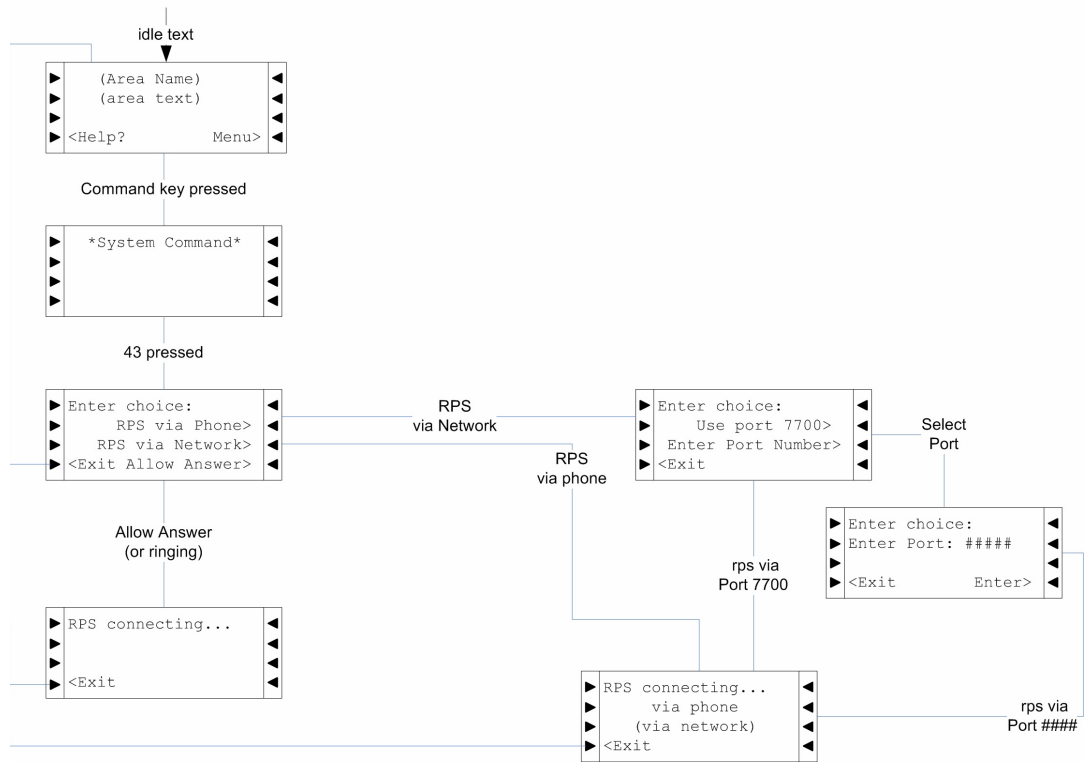 idle text
(Area Name)
(area text)
<Help? Menu>
Command key pressed
*System Command*
43 pressed
Enter choice:
RPS via Phone>
RPS via Network>
<Exit Allow Answer>
RPS
via Network
RPS
via phone
Enter choice:
Use port 7700>
Enter Port Number>
<Exit
Select
Port
Enter choice:
Enter Port: #####
<Exit Enter>
Allow Answer
(or ringing)
rps via
Port 7700
RPS connecting...
<Exit
RPS connecting...
via phone
(via network)
<Exit
rps via
Port ####